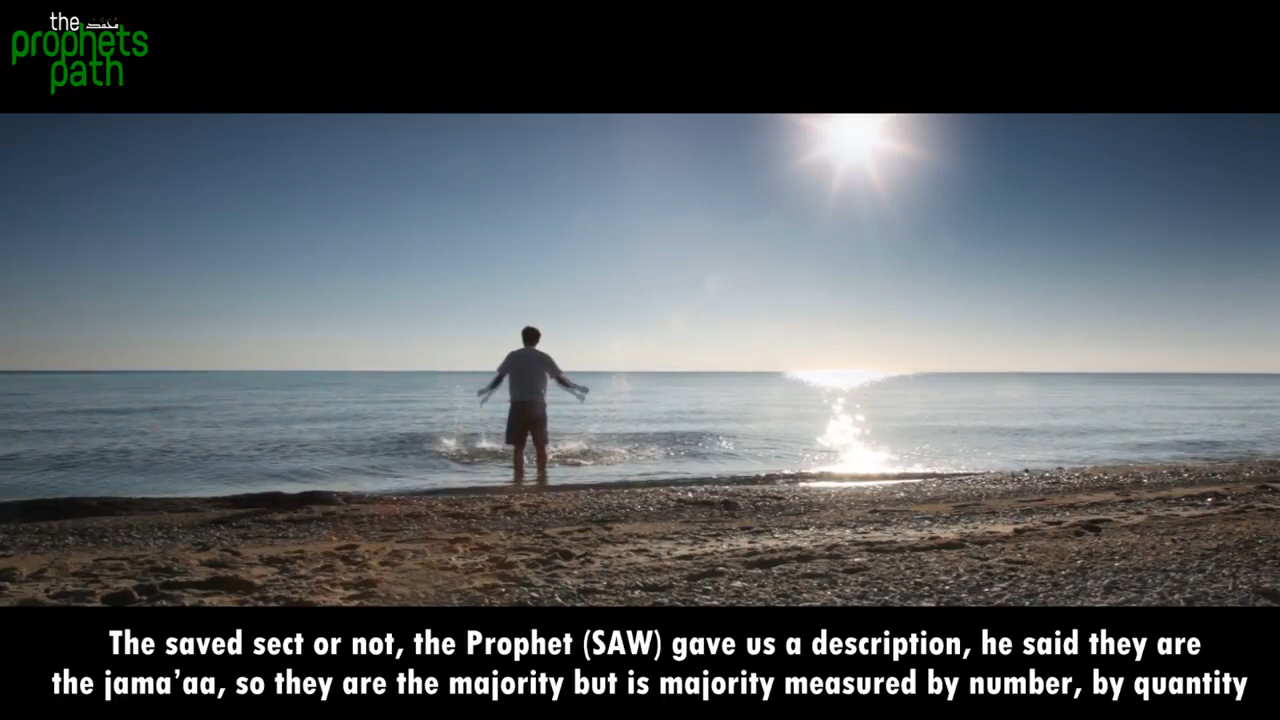 the محمد
prophets
path
The saved sect or not, the Prophet (SAW) gave us a description, he said they are
the jama’aa, so they are the majority but is majority measured by number, by quantity